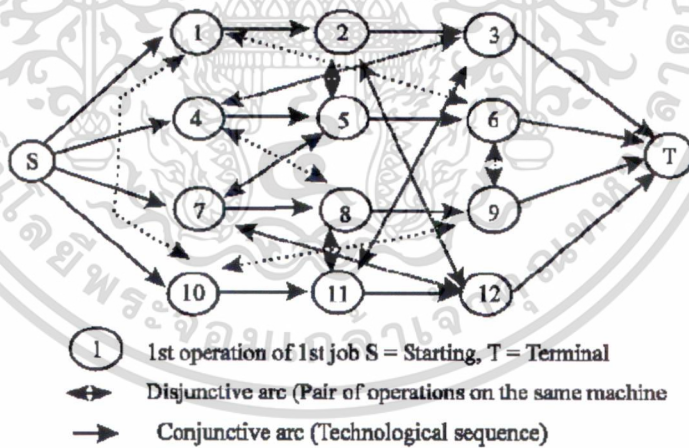 1 2 3
4 5 6
S T
7 8 9
10 11 12
1 1st operation of 1st job S = Starting, T = Terminal
Disjunctive arc (Pair of operations on the same machine
Conjunctive arc (Technological sequence)